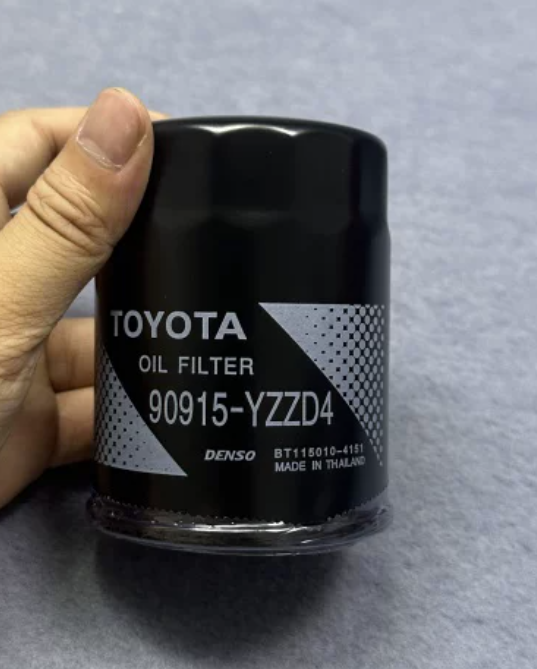 TOYOTA
OIL FILTER
90915-YZZD4
DENSO BT115010-4151
MADE IN THAILAND